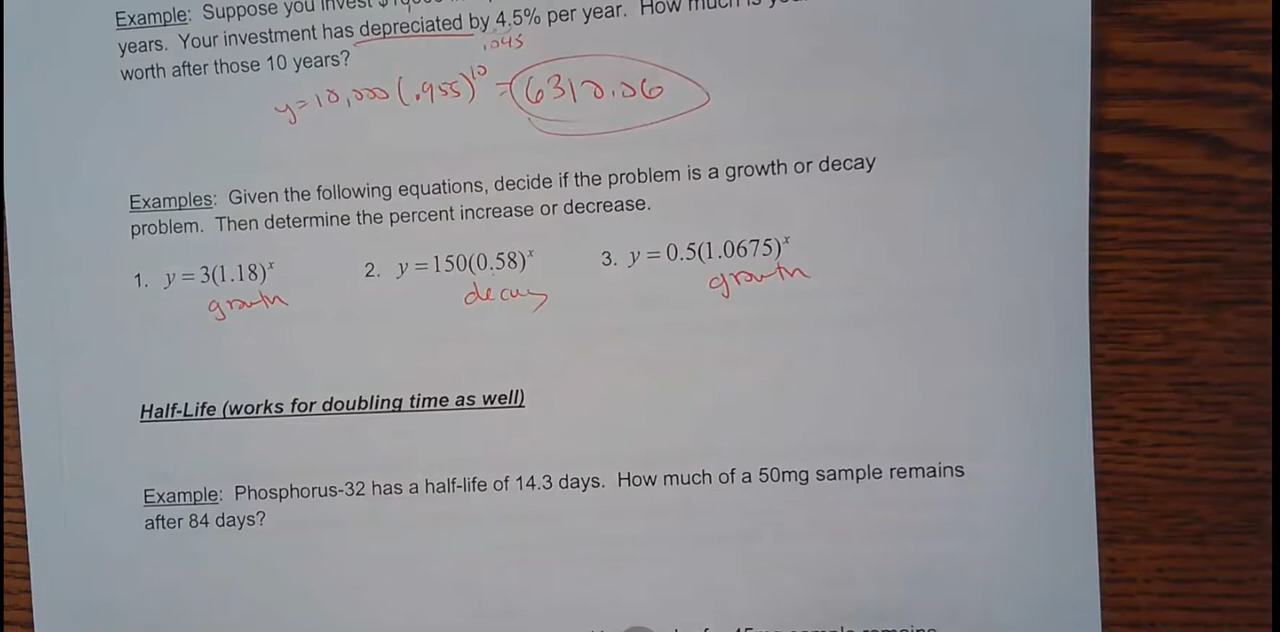 Example: Suppose you invest
years. Your investment has depreciated by 4.5% per year. How much is
.045
worth after those 10 years?
y=10,000 (.955)^10 = 6310.06
Examples: Given the following equations, decide if the problem is a growth or decay
problem. Then determine the percent increase or decrease.
1. y = 3(1.18)^x 2. y = 150(0.58)^x 3. y = 0.5(1.0675)^x
growth decay growth
Half-Life (works for doubling time as well)
Example: Phosphorus-32 has a half-life of 14.3 days. How much of a 50mg sample remains
after 84 days?